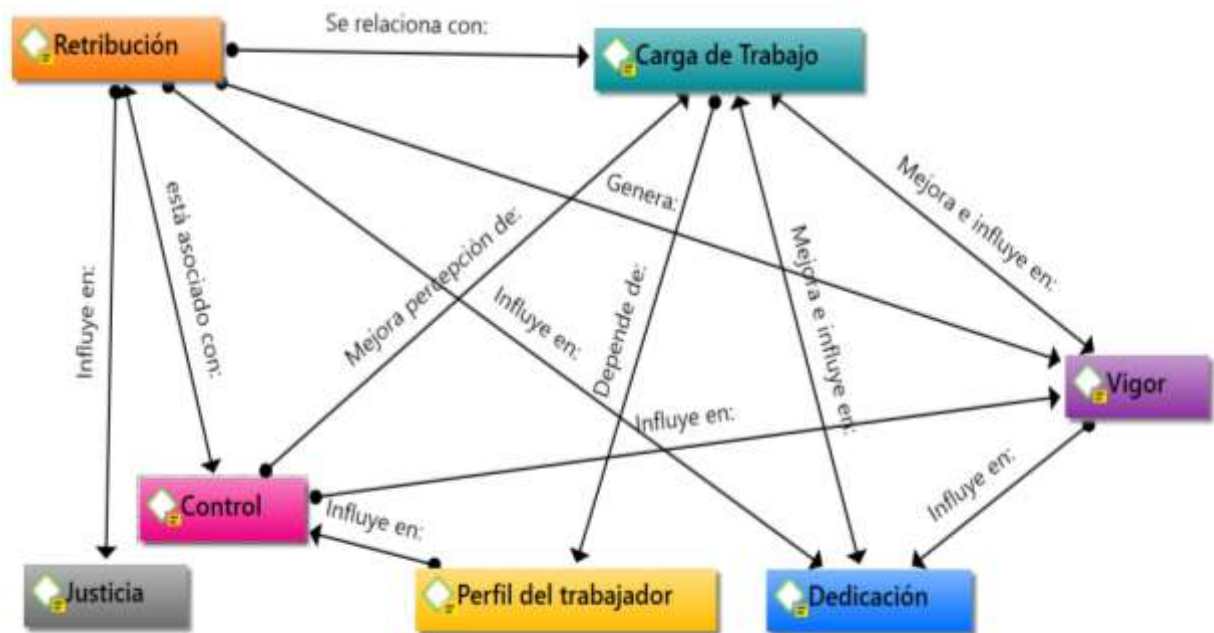 Retribución
Se relaciona con:
Carga de Trabajo
Genera:
Mejora e influye en:
está asociado con:
Mejora percepción de:
Influye en:
Influye en:
Mejora e influye en:
Depende de:
Vigor
Influye en:
Control
Influye en:
Influye en:
Justicia
Perfil del trabajador
Dedicación